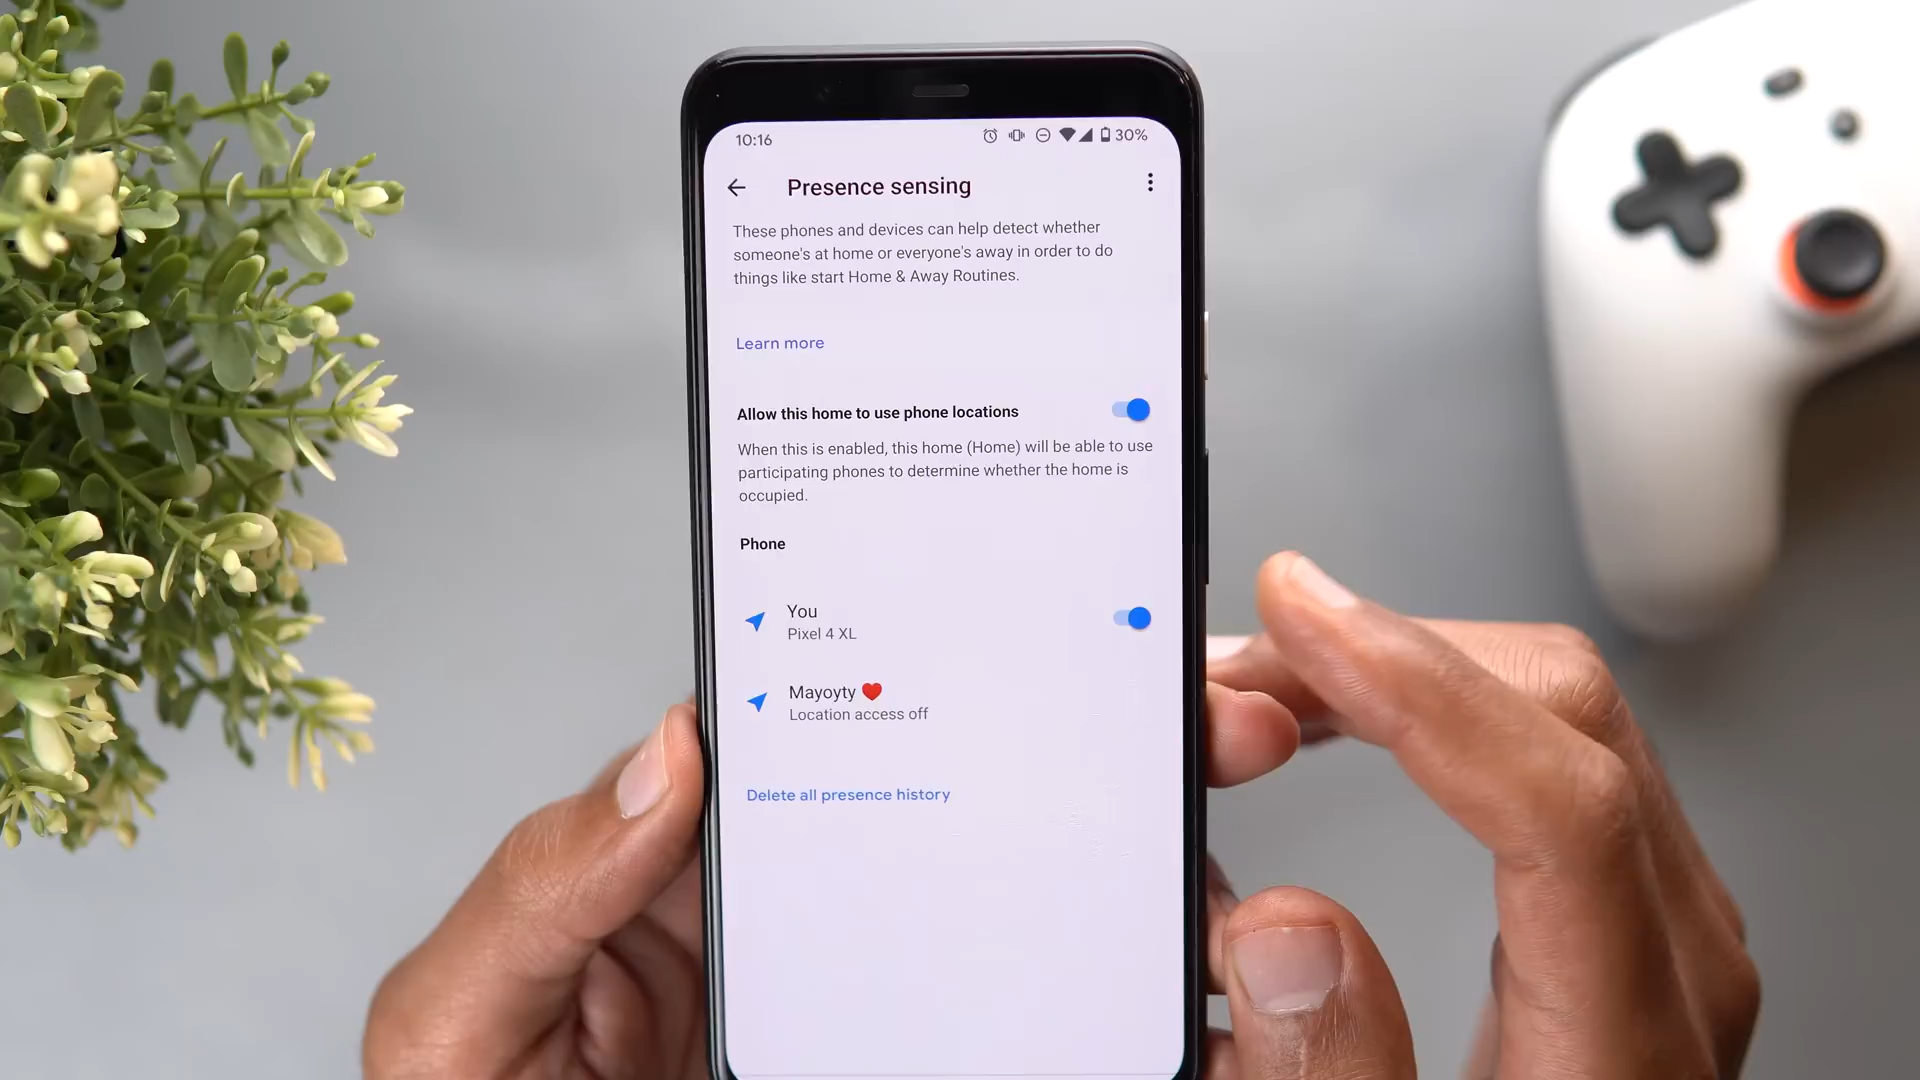 10:16
30%
Presence sensing
These phones and devices can help detect whether
someone's at home or everyone's away in order to do
things like start Home & Away Routines.
Learn more
Allow this home to use phone locations
When this is enabled, this home (Home) will be able to use
participating phones to determine whether the home is
occupied.
Phone
You
Pixel 4 XL
Mayoyty ❤️
Location access off
Delete all presence history